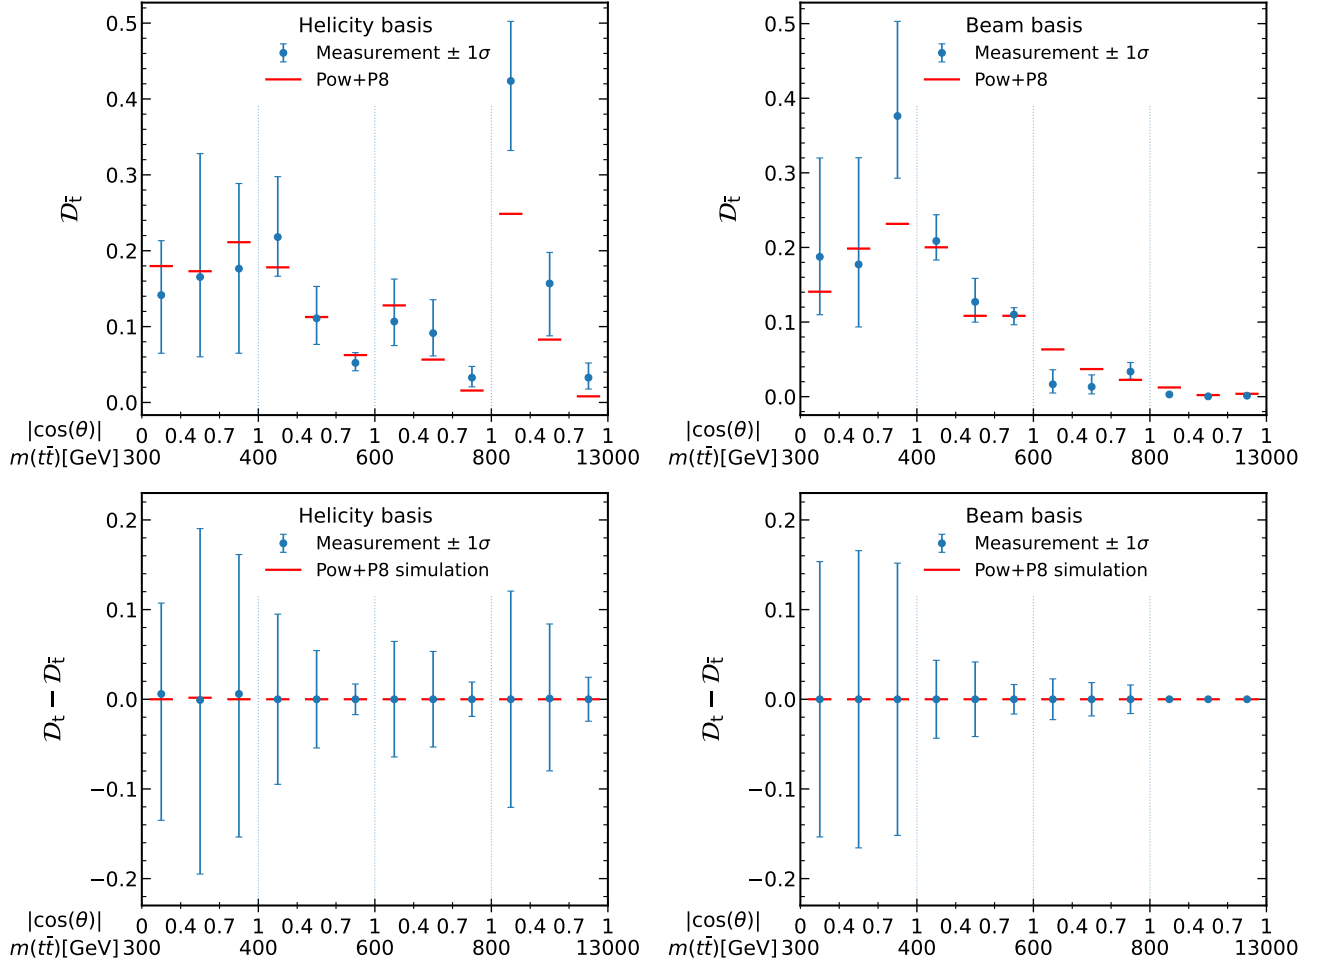 Helicity basis
Measurement ± 1σ
Pow+P8
0.5
0.4
0.3
0.2
0.1
0.0
𝒟t̄
|cos(θ)|
0 0.4 0.7 1 0.4 0.7 1 0.4 0.7 1 0.4 0.7 1
m(tt̄)[GeV]
300 400 600 800 13000
Beam basis
Measurement ± 1σ
Pow+P8
0.5
0.4
0.3
0.2
0.1
0.0
𝒟t̄
|cos(θ)|
0 0.4 0.7 1 0.4 0.7 1 0.4 0.7 1 0.4 0.7 1
m(tt̄)[GeV]
300 400 600 800 13000
Helicity basis
Measurement ± 1σ
Pow+P8 simulation
0.2
0.1
0.0
−0.1
−0.2
𝒟t − 𝒟t̄
|cos(θ)|
0 0.4 0.7 1 0.4 0.7 1 0.4 0.7 1 0.4 0.7 1
m(tt̄)[GeV]
300 400 600 800 13000
Beam basis
Measurement ± 1σ
Pow+P8 simulation
0.2
0.1
0.0
−0.1
−0.2
𝒟t − 𝒟t̄
|cos(θ)|
0 0.4 0.7 1 0.4 0.7 1 0.4 0.7 1 0.4 0.7 1
m(tt̄)[GeV]
300 400 600 800 13000